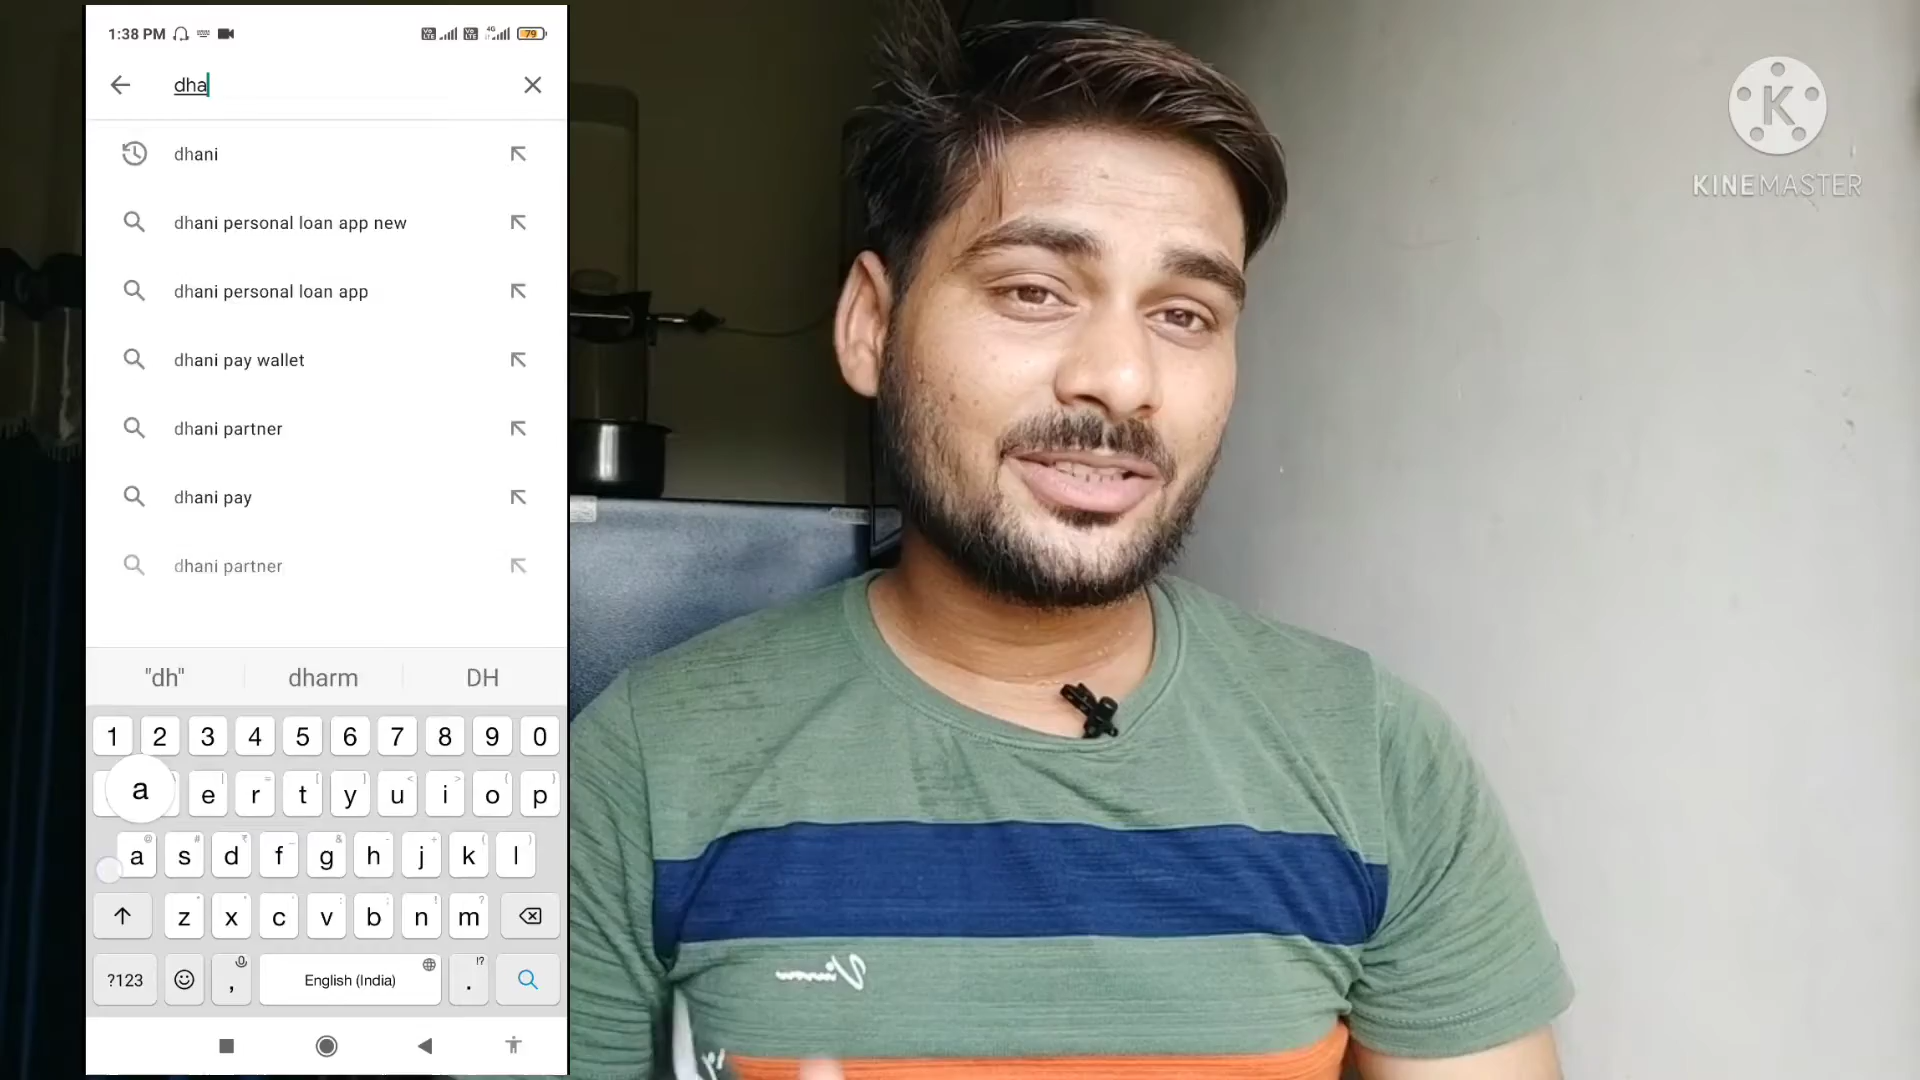 1:38 PM
79
dha
dhani
dhani personal loan app new
dhani personal loan app
dhani pay wallet
dhani partner
dhani pay
dhani partner
"dh" dharm DH
1 2 3 4 5 6 7 8 9 0
a e r t y u i o p
a s d f g h j k l
z x c v b n m
?123 , English (India) .
K
KINEMASTER